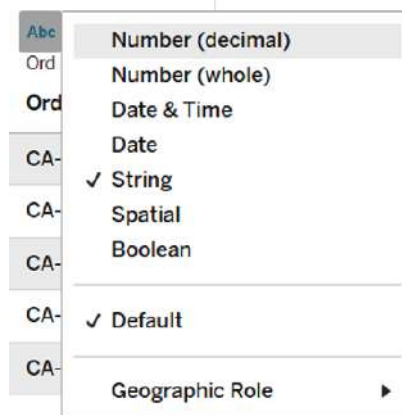 Abc
Ord
Ord
CA-
CA-
CA-
CA-
CA-
Number (decimal)
Number (whole)
Date & Time
Date
✓ String
Spatial
Boolean
✓ Default
Geographic Role